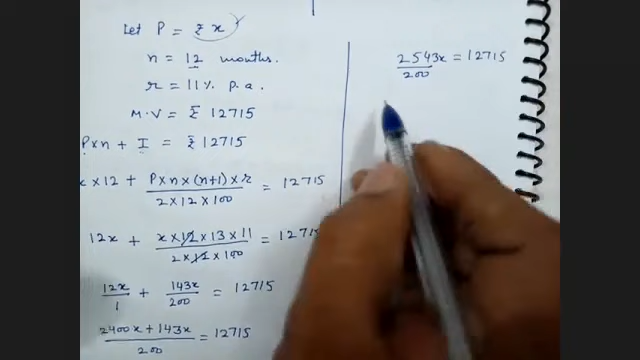 Let P = ₹ x
n = 12 months.
r = 11% p.a.
M.V = ₹ 12715
P×n + I = ₹ 12715
x × 12 + P×n×(n+1)×r / 2×12×100 = 12715
12x + x×12×13×11 / 2×12×100 = 12715
12x/1 + 143x/200 = 12715
2400x+143x / 200 = 12715
2543x / 200 = 12715